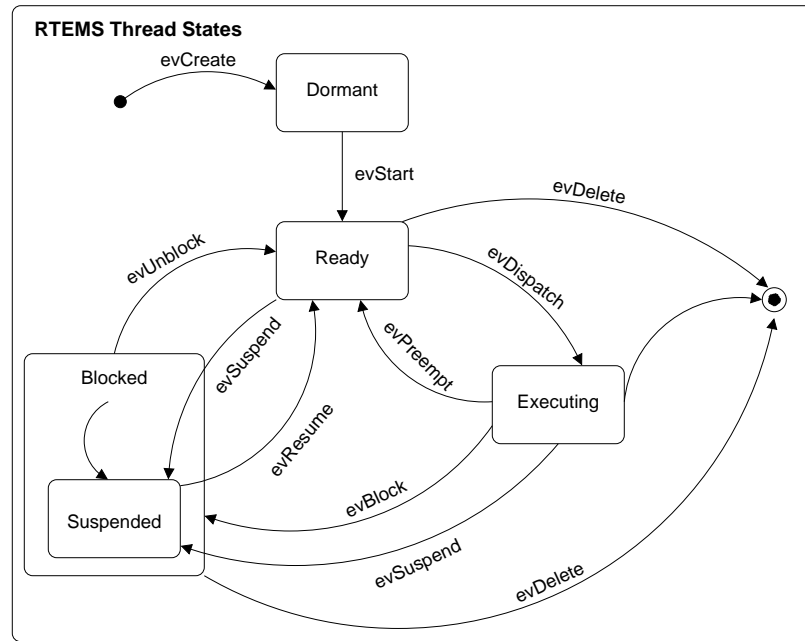 RTEMS Thread States
evCreate
Dormant
evStart
evDelete
evUnblock
Ready
evDispatch
evSuspend
evPreempt
Blocked
Executing
evResume
evBlock
Suspended
evSuspend
evDelete